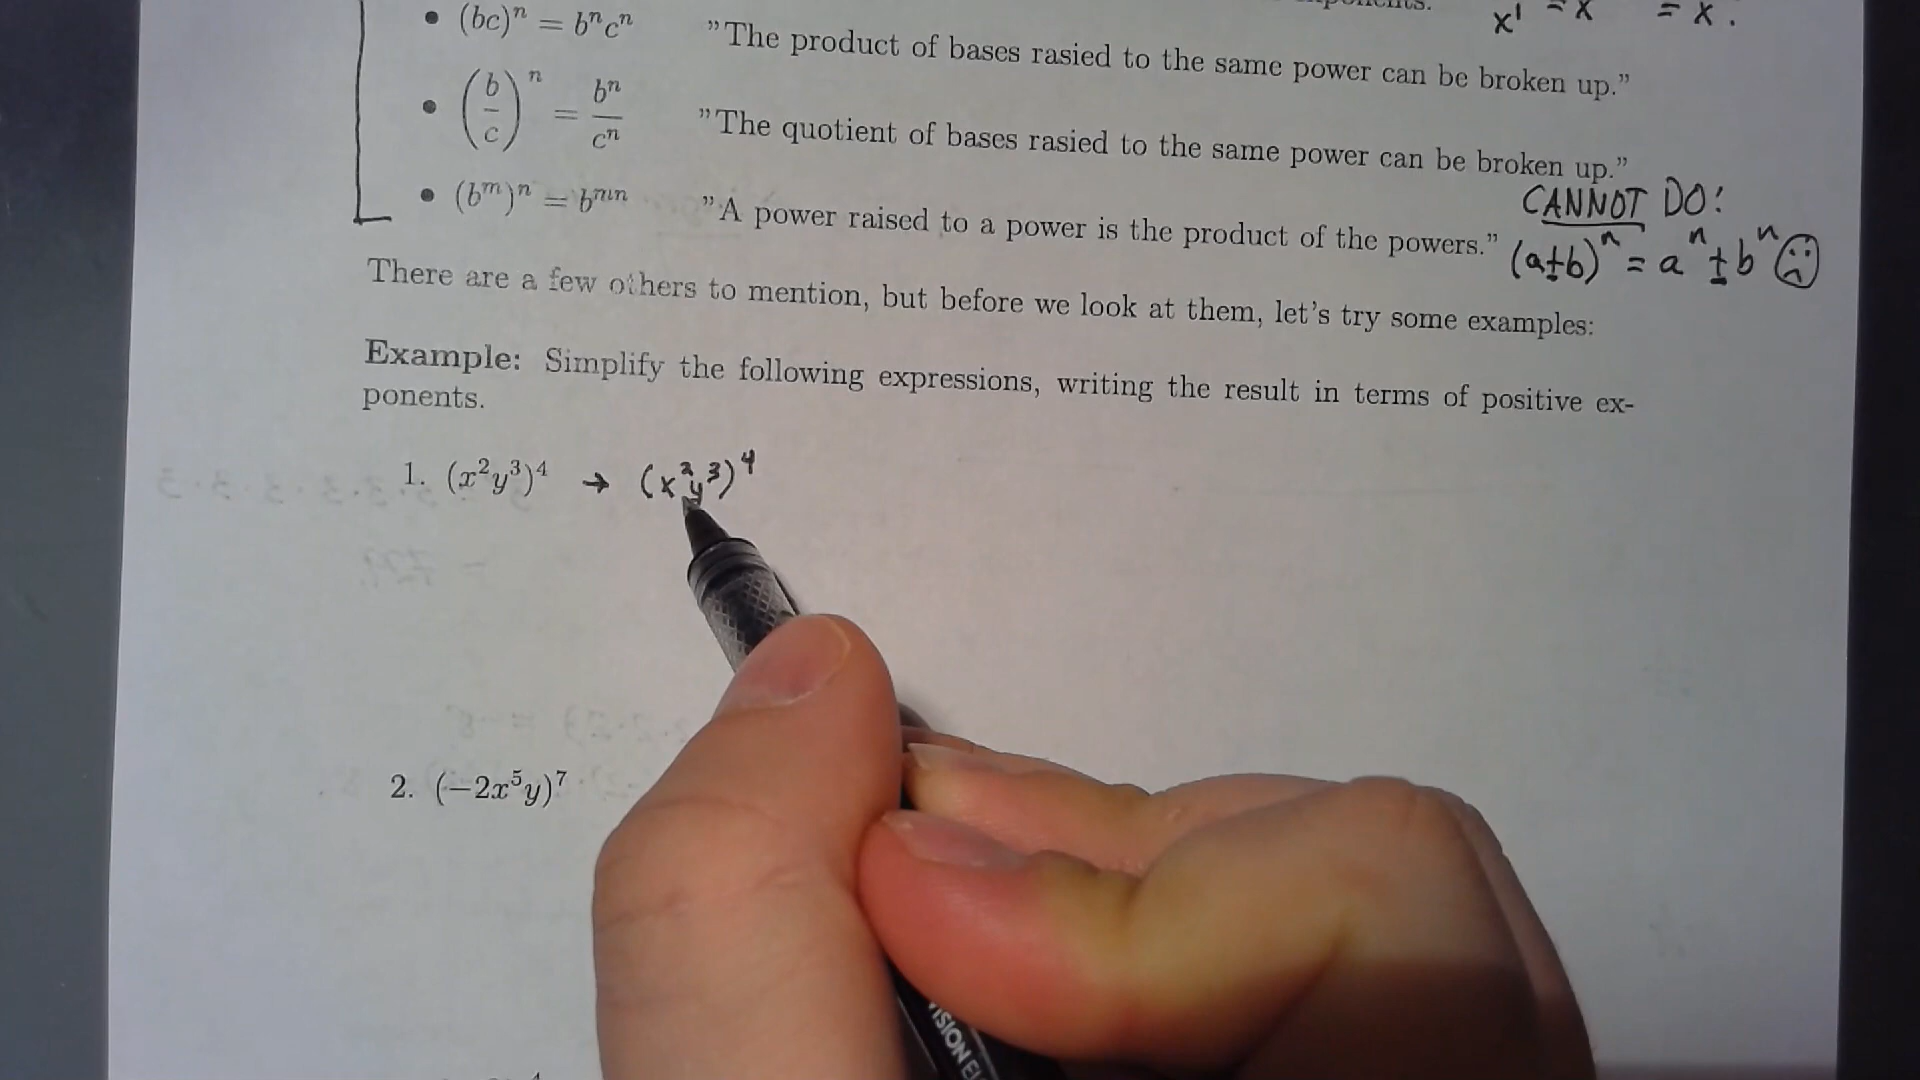 x¹ = x = x.
• (bc)ⁿ = bⁿcⁿ "The product of bases rasied to the same power can be broken up."
• (b/c)ⁿ = bⁿ/cⁿ "The quotient of bases rasied to the same power can be broken up."
• (bᵐ)ⁿ = bᵐⁿ "A power raised to a power is the product of the powers."
CANNOT DO!
(a±b)ⁿ = aⁿ ± bⁿ
There are a few others to mention, but before we look at them, let's try some examples:
Example: Simplify the following expressions, writing the result in terms of positive ex-
ponents.
1. (x²y³)⁴ → (x²y³)⁴
2. (−2x⁵y)⁷